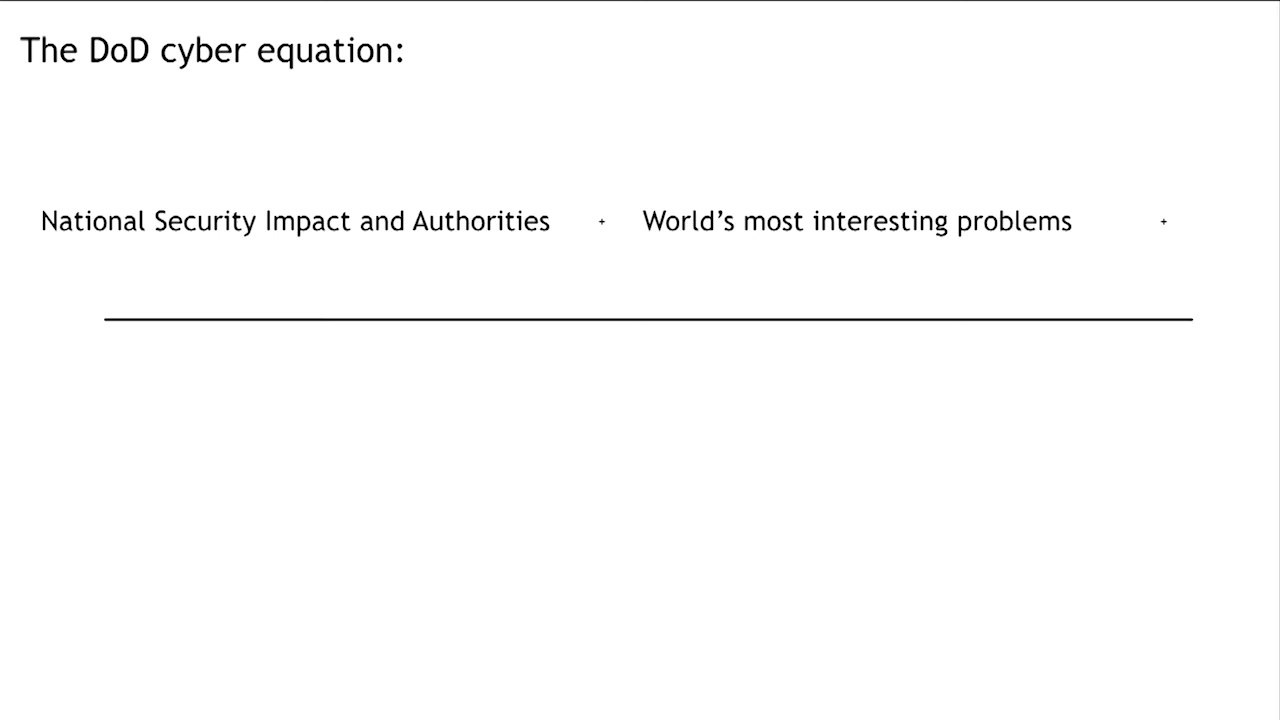 The DoD cyber equation:
National Security Impact and Authorities + World’s most interesting problems +